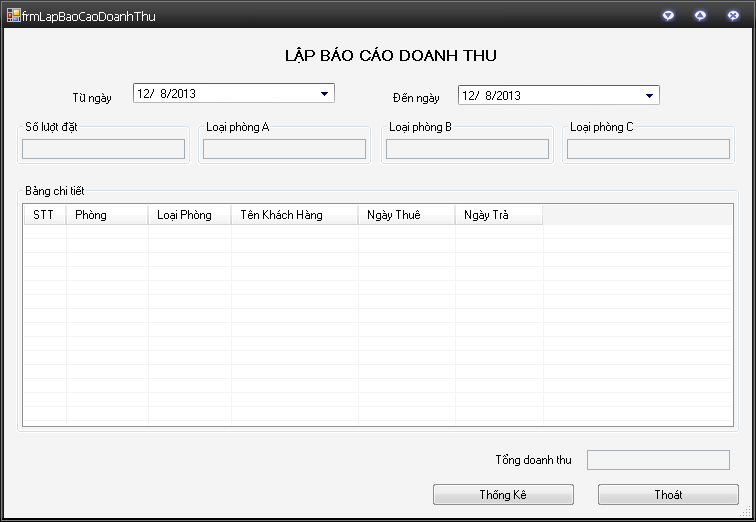 frmLapBaoCaoDoanhThu
LẬP BÁO CÁO DOANH THU
Từ ngày 12/ 8/2013 Đến ngày 12/ 8/2013
Số lượt đặt Loại phòng A Loại phòng B Loại phòng C
Bảng chi tiết
STT Phòng Loại Phòng Tên Khách Hàng Ngày Thuê Ngày Trả
Tổng doanh thu
Thống Kê Thoát